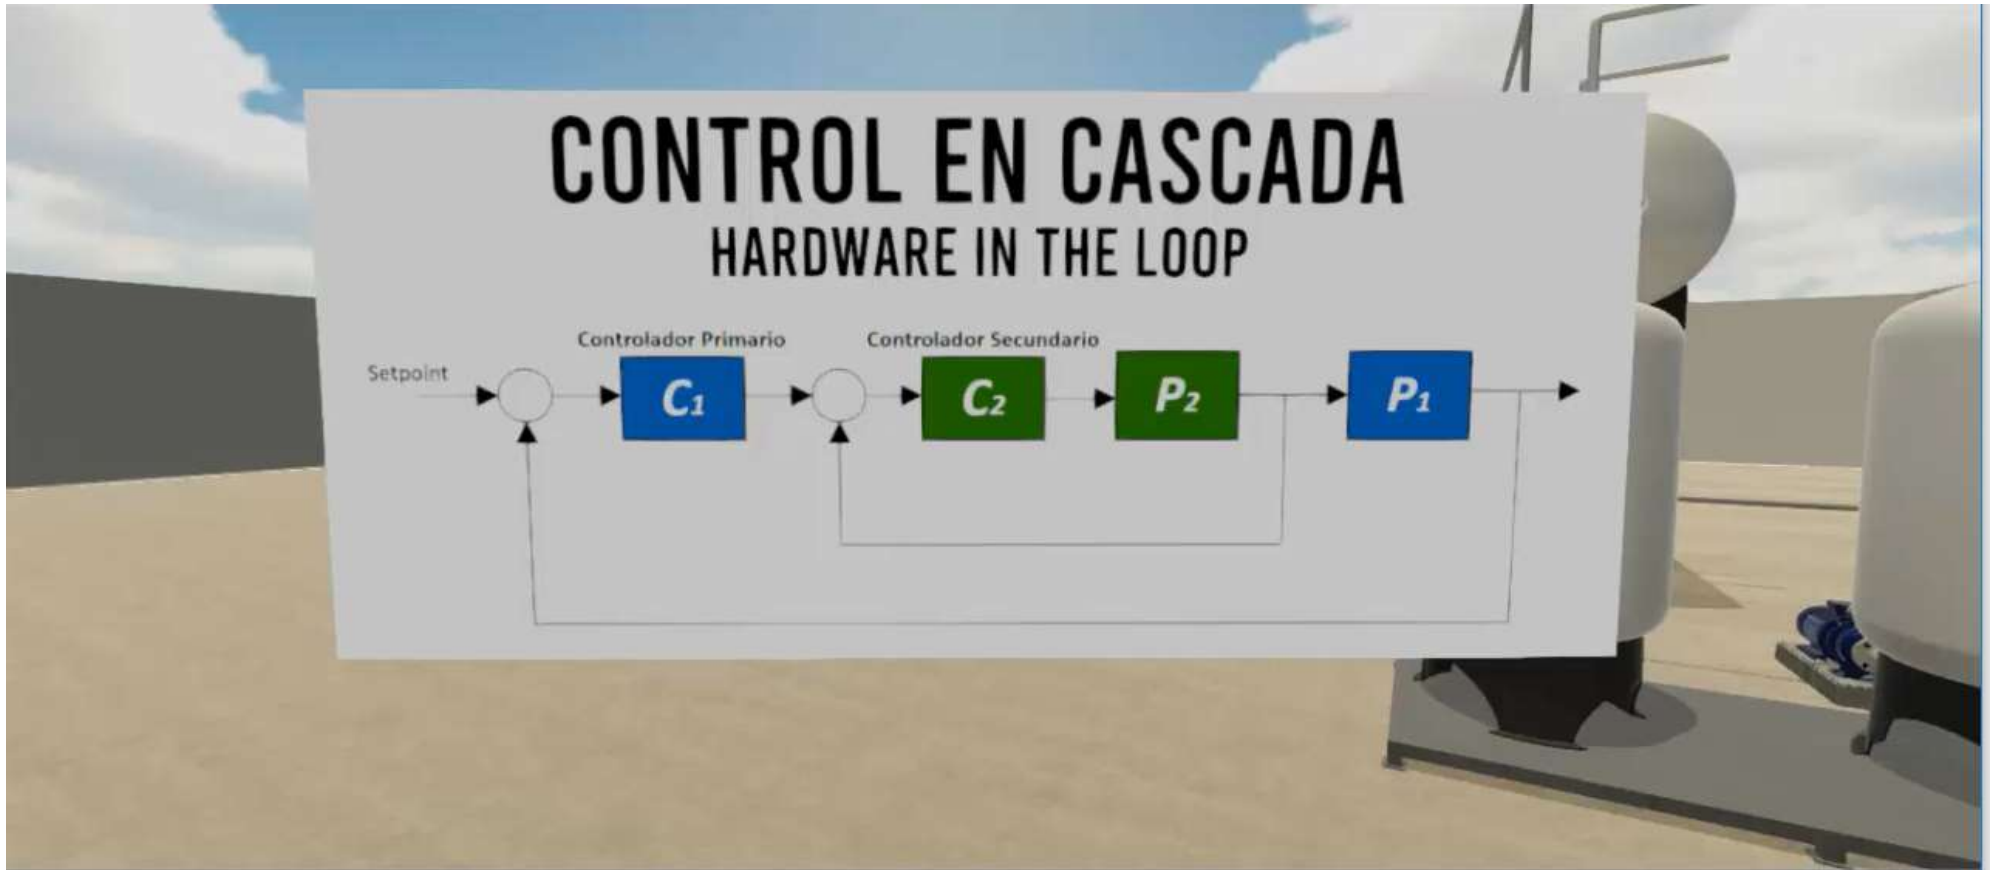 CONTROL EN CASCADA
HARDWARE IN THE LOOP
Controlador Primario
Controlador Secundario
Setpoint
C1
C2
P2
P1